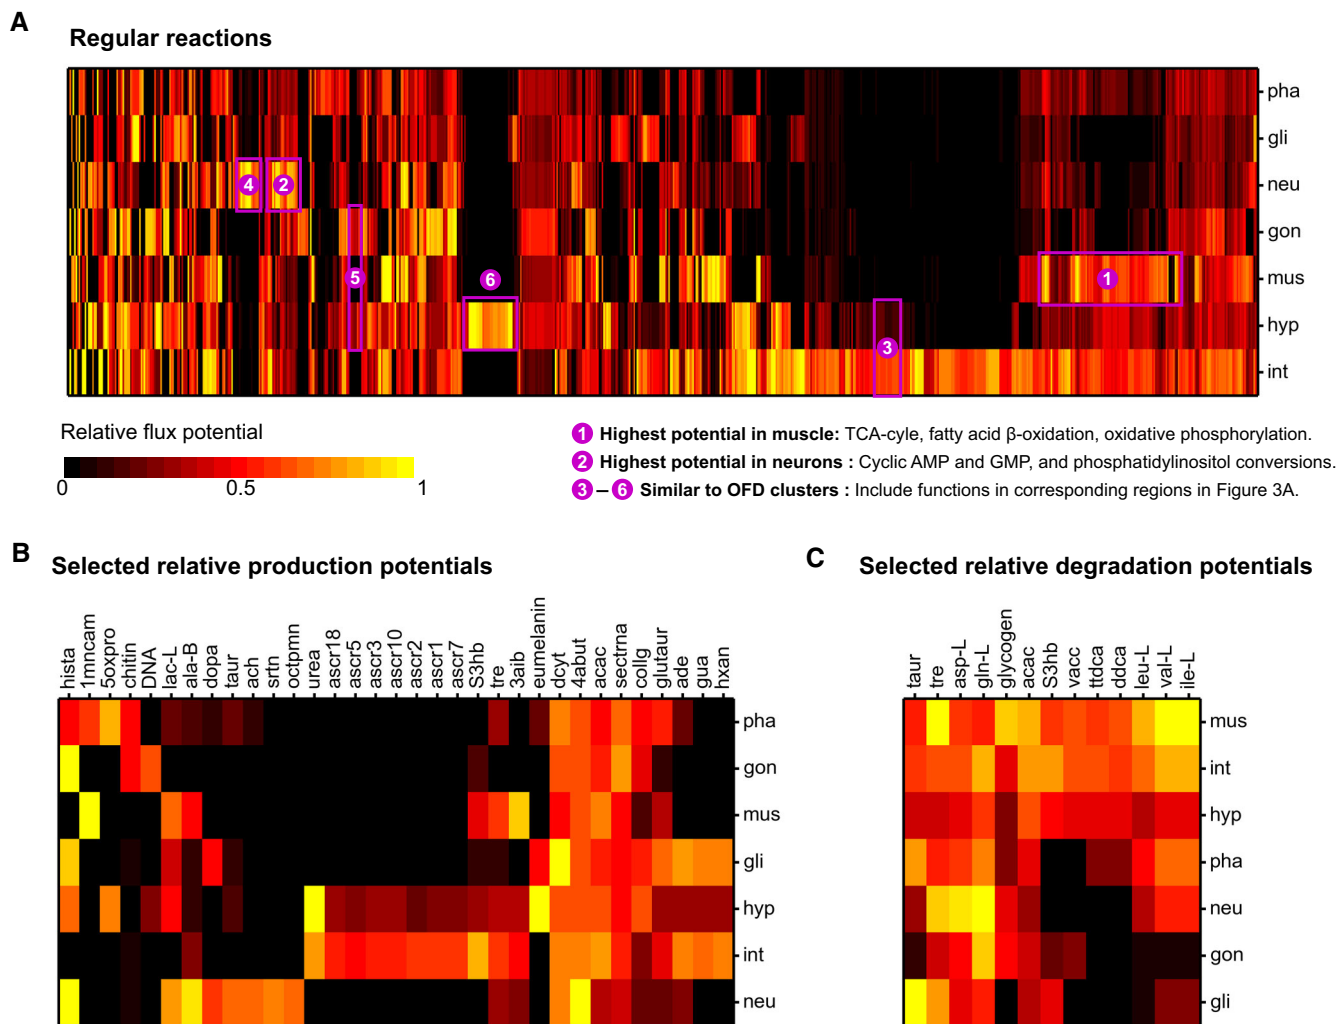 A
Regular reactions
pha
gli
neu
gon
mus
hyp
int
4
2
5
6
1
3
Relative flux potential
0
0.5
1
1 Highest potential in muscle: TCA-cyle, fatty acid β-oxidation, oxidative phosphorylation.
2 Highest potential in neurons : Cyclic AMP and GMP, and phosphatidylinositol conversions.
3 – 6 Similar to OFD clusters : Include functions in corresponding regions in Figure 3A.
B
Selected relative production potentials
hista
1mncam
5oxpro
chitin
DNA
lac-L
ala-B
dopa
taur
ach
srtn
octpmn
urea
ascr18
ascr5
ascr3
ascr10
ascr2
ascr1
ascr7
S3hb
tre
3aib
eumelanin
dcyt
4abut
acac
sectrna
collg
glutaur
ade
gua
hxan
pha
gon
mus
gli
hyp
int
neu
C
Selected relative degradation potentials
taur
tre
asp-L
gln-L
glycogen
acac
S3hb
vacc
ttdca
ddca
leu-L
val-L
ile-L
mus
int
hyp
pha
neu
gon
gli